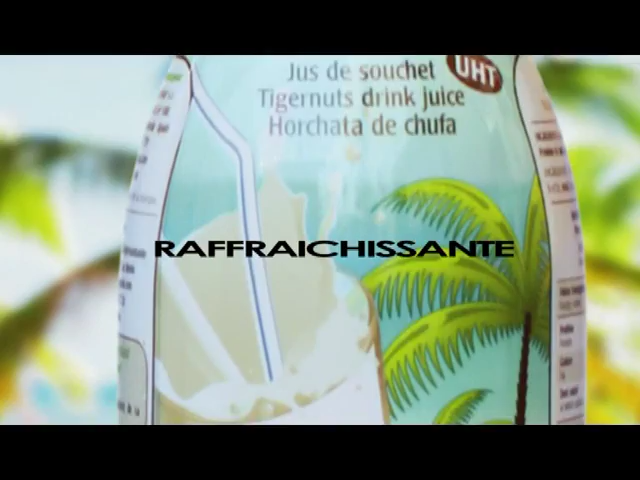 Jus de souchet
UHT
Tigernuts drink juice
Horchata de chufa
RAFFRAICHISSANTE